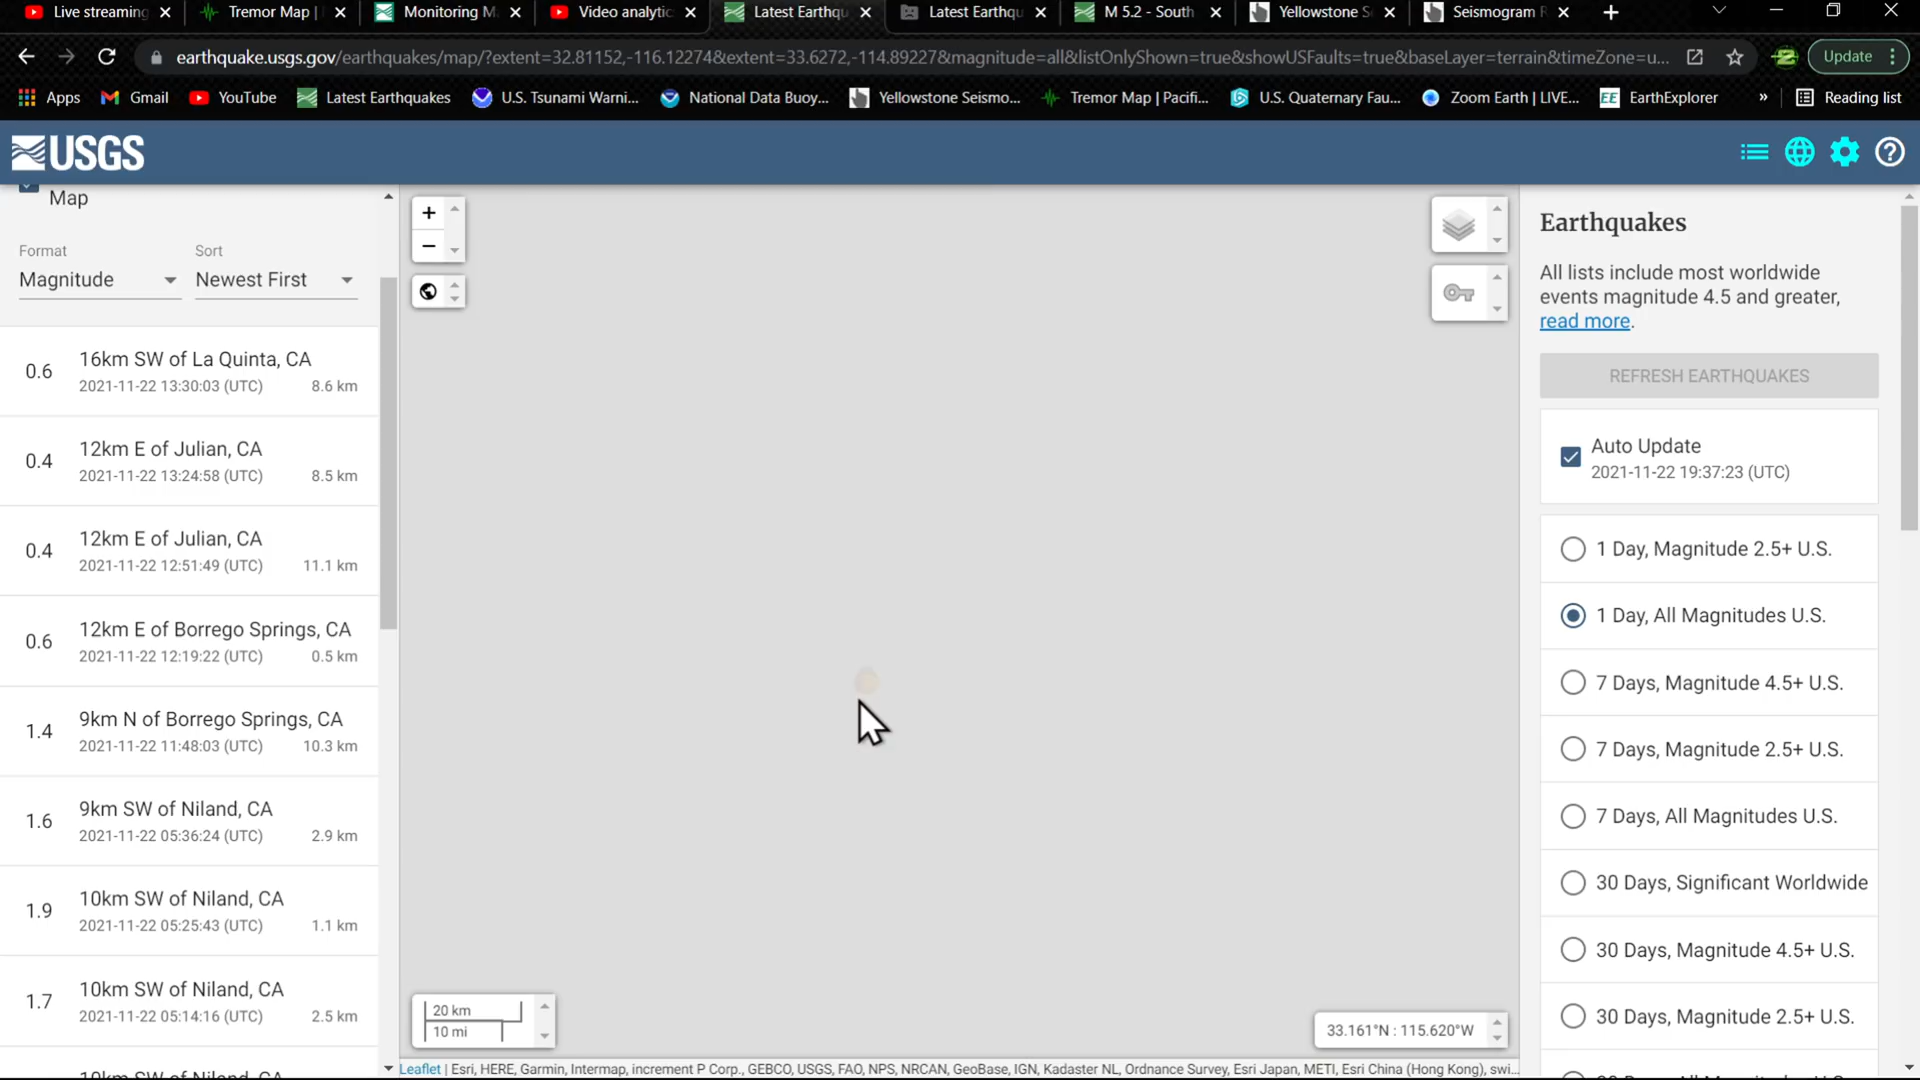 Live streaming
Tremor Map |
Monitoring M
Video analytic
Latest Earthqu
Latest Earthqu
M 5.2 - South
Yellowstone S
Seismogram R
earthquake.usgs.gov/earthquakes/map/?extent=32.81152,-116.12274&extent=33.6272,-114.89227&magnitude=all&listOnlyShown=true&showUSFaults=true&baseLayer=terrain&timeZone=u...
Update
Apps
Gmail
YouTube
Latest Earthquakes
U.S. Tsunami Warni...
National Data Buoy...
Yellowstone Seismo...
Tremor Map | Pacifi...
U.S. Quaternary Fau...
Zoom Earth | LIVE...
EE EarthExplorer
»
Reading list
USGS
Map
Format
Magnitude
Sort
Newest First
0.6
16km SW of La Quinta, CA
2021-11-22 13:30:03 (UTC) 8.6 km
0.4
12km E of Julian, CA
2021-11-22 13:24:58 (UTC) 8.5 km
0.4
12km E of Julian, CA
2021-11-22 12:51:49 (UTC) 11.1 km
0.6
12km E of Borrego Springs, CA
2021-11-22 12:19:22 (UTC) 0.5 km
1.4
9km N of Borrego Springs, CA
2021-11-22 11:48:03 (UTC) 10.3 km
1.6
9km SW of Niland, CA
2021-11-22 05:36:24 (UTC) 2.9 km
1.9
10km SW of Niland, CA
2021-11-22 05:25:43 (UTC) 1.1 km
1.7
10km SW of Niland, CA
2021-11-22 05:14:16 (UTC) 2.5 km
10km SW of Niland, CA
+
−
20 km
10 mi
33.161°N : 115.620°W
Leaflet | Esri, HERE, Garmin, Intermap, increment P Corp., GEBCO, USGS, FAO, NPS, NRCAN, GeoBase, IGN, Kadaster NL, Ordnance Survey, Esri Japan, METI, Esri China (Hong Kong), swi...
Earthquakes
All lists include most worldwide
events magnitude 4.5 and greater,
read more.
REFRESH EARTHQUAKES
Auto Update
2021-11-22 19:37:23 (UTC)
1 Day, Magnitude 2.5+ U.S.
1 Day, All Magnitudes U.S.
7 Days, Magnitude 4.5+ U.S.
7 Days, Magnitude 2.5+ U.S.
7 Days, All Magnitudes U.S.
30 Days, Significant Worldwide
30 Days, Magnitude 4.5+ U.S.
30 Days, Magnitude 2.5+ U.S.